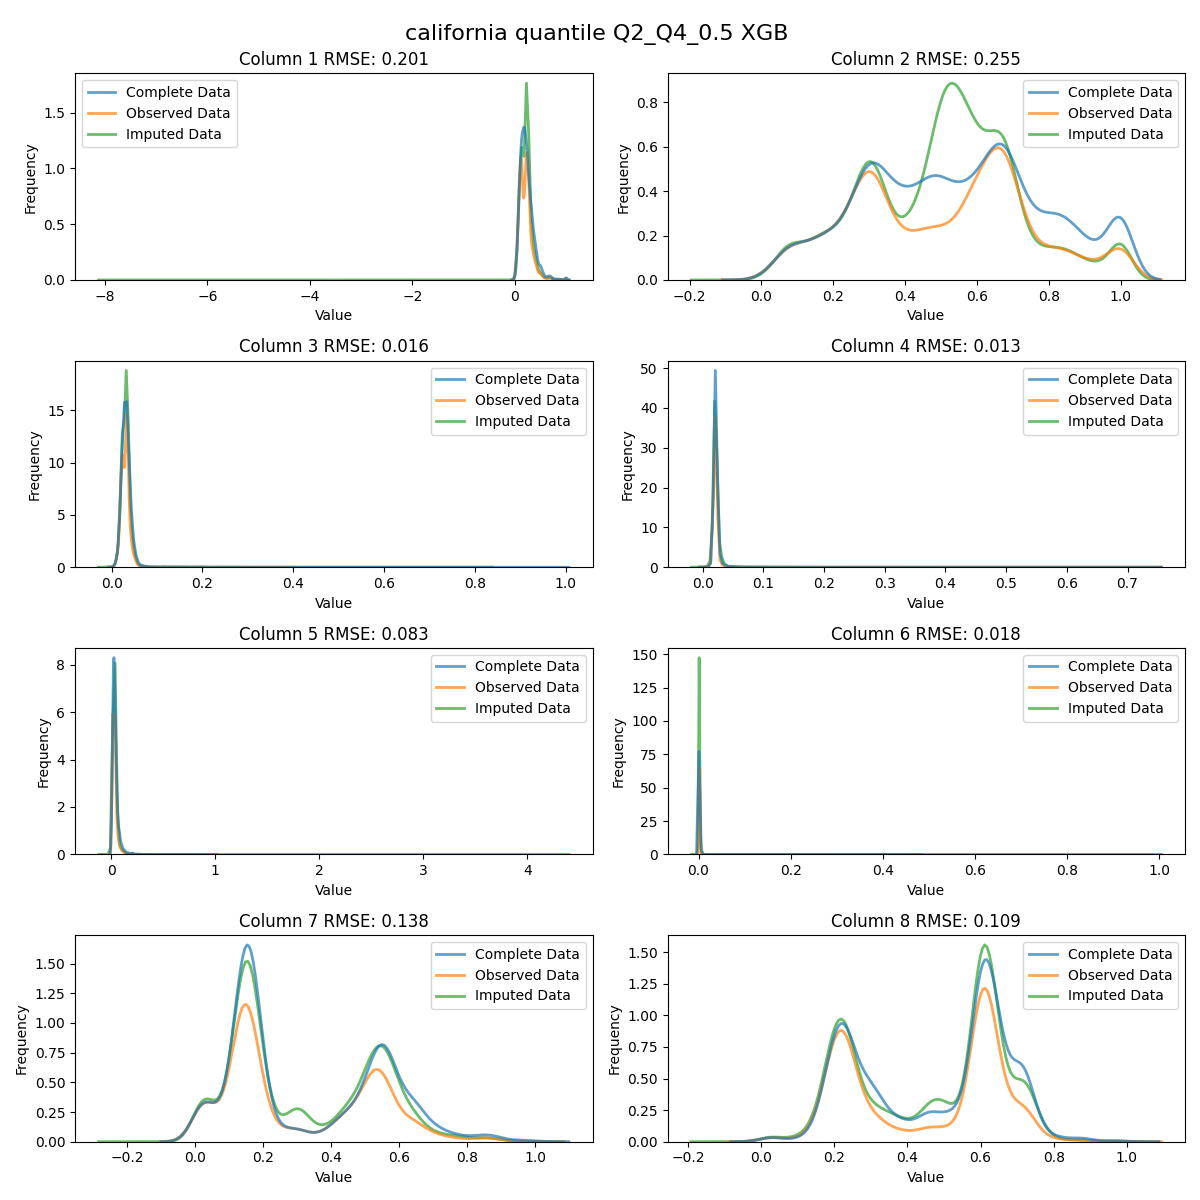 california quantile Q2_Q4_0.5 XGB
Column 1 RMSE: 0.201
Frequency
0.0
0.5
1.0
1.5
−8
−6
−4
−2
0
Value
Complete Data
Observed Data
Imputed Data
Column 2 RMSE: 0.255
Frequency
0.0
0.2
0.4
0.6
0.8
−0.2
0.0
0.2
0.4
0.6
0.8
1.0
Value
Complete Data
Observed Data
Imputed Data
Column 3 RMSE: 0.016
Frequency
0
5
10
15
0.0
0.2
0.4
0.6
0.8
1.0
Value
Complete Data
Observed Data
Imputed Data
Column 4 RMSE: 0.013
Frequency
0
10
20
30
40
50
0.0
0.1
0.2
0.3
0.4
0.5
0.6
0.7
Value
Complete Data
Observed Data
Imputed Data
Column 5 RMSE: 0.083
Frequency
0
2
4
6
8
0
1
2
3
4
Value
Complete Data
Observed Data
Imputed Data
Column 6 RMSE: 0.018
Frequency
0
25
50
75
100
125
150
0.0
0.2
0.4
0.6
0.8
1.0
Value
Complete Data
Observed Data
Imputed Data
Column 7 RMSE: 0.138
Frequency
0.00
0.25
0.50
0.75
1.00
1.25
1.50
−0.2
0.0
0.2
0.4
0.6
0.8
1.0
Value
Complete Data
Observed Data
Imputed Data
Column 8 RMSE: 0.109
Frequency
0.00
0.25
0.50
0.75
1.00
1.25
1.50
−0.2
0.0
0.2
0.4
0.6
0.8
1.0
Value
Complete Data
Observed Data
Imputed Data